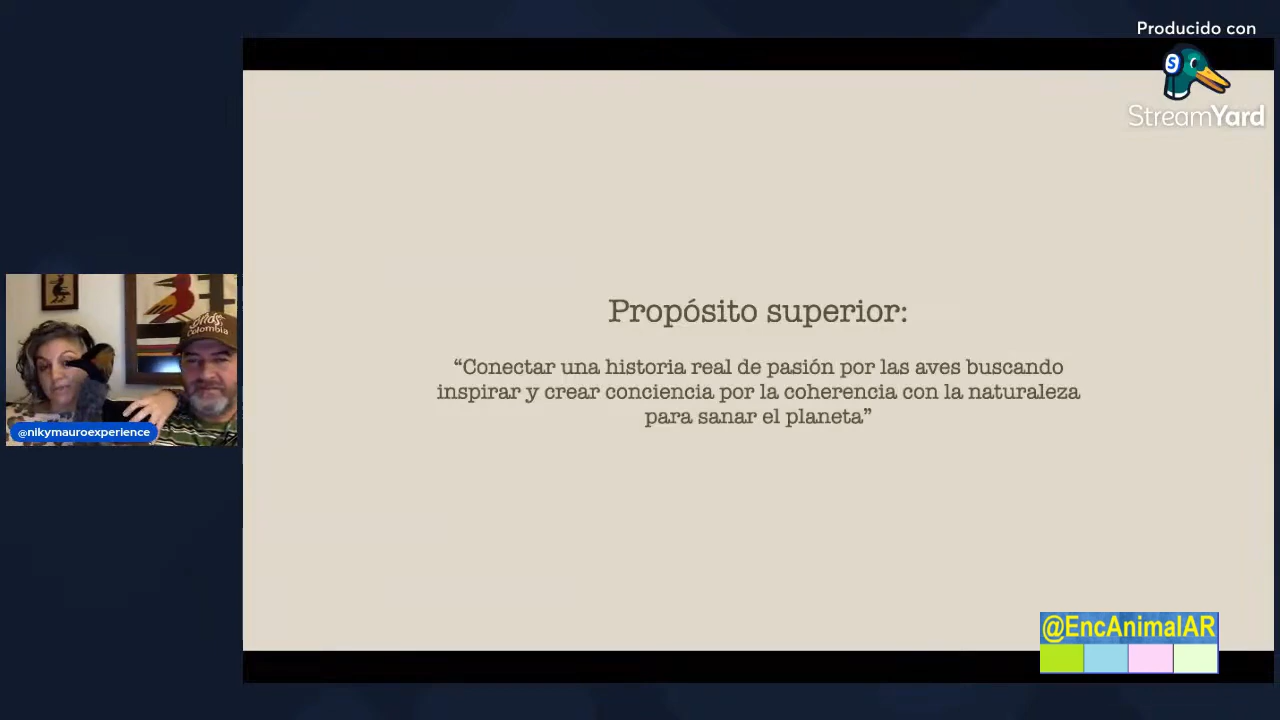 Producido con
S
StreamYard
Propósito superior:
“Conectar una historia real de pasión por las aves buscando
inspirar y crear conciencia por la coherencia con la naturaleza
para sanar el planeta”
Colombia
@nikymauroexperience
@EncAnimalAR